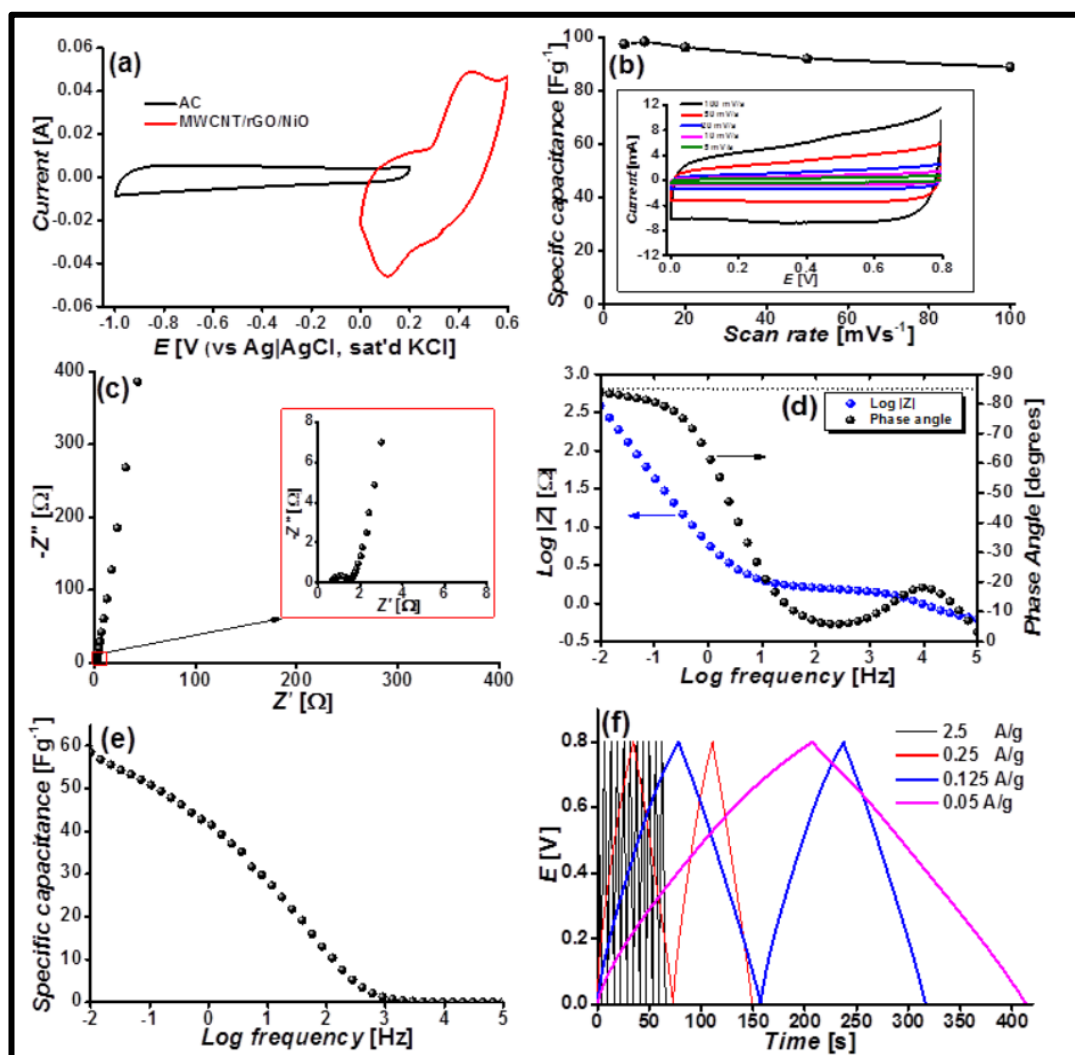 (a)
0.06
0.04
0.02
0.00
-0.02
-0.04
-0.06
Current [A]
AC
MWCNT/rGO/NiO
-1.0 -0.8 -0.6 -0.4 -0.2 0.0 0.2 0.4 0.6
E [V (vs Ag|AgCl, sat'd KCl]
(b)
100
80
60
40
20
0
Specifc capacitance [Fg-1]
12
8
4
0
-4
-8
-12
Current [mA]
100 mV/s
50 mV/s
20 mV/s
10 mV/s
5 mV/s
0.0 0.2 0.4 0.6 0.8
E [V]
0 20 40 60 80 100
Scan rate [mVs-1]
(c)
400
300
200
100
0
-Z" [Ω]
8
6
4
2
0
-Z" [Ω]
0 2 4 6 8
Z' [Ω]
0 100 200 300 400
Z' [Ω]
(d)
3.0
2.5
2.0
1.5
1.0
0.5
0.0
-0.5
Log |Z| [Ω]
Log |Z|
Phase angle
-90
-80
-70
-60
-50
-40
-30
-20
-10
0
Phase Angle [degrees]
-2 -1 0 1 2 3 4 5
Log frequency [Hz]
(e)
60
50
40
30
20
10
0
Specific capacitance [Fg-1]
-2 -1 0 1 2 3 4 5
Log frequency [Hz]
(f)
0.8
0.6
0.4
0.2
0.0
E [V]
2.5 A/g
0.25 A/g
0.125 A/g
0.05 A/g
0 50 100 150 200 250 300 350 400
Time [s]